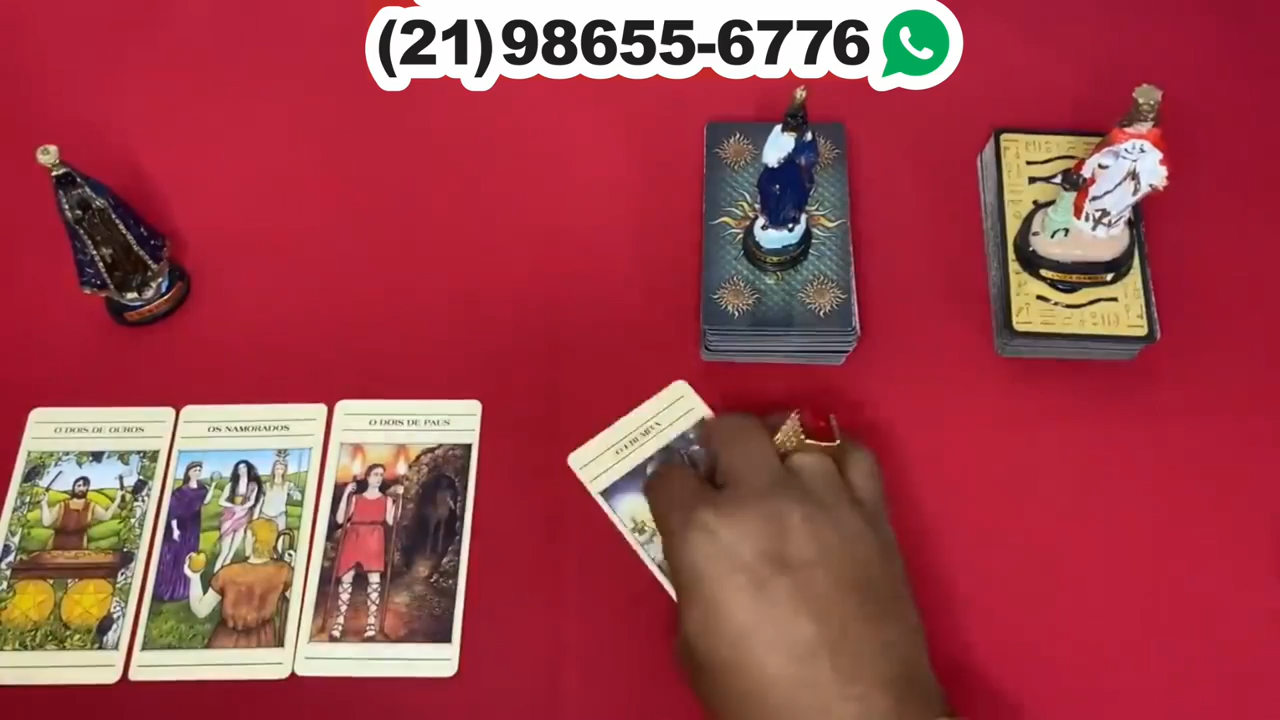 (21) 98655-6776
O DOIS DE OUROS
OS NAMORADOS
O DOIS DE PAUS